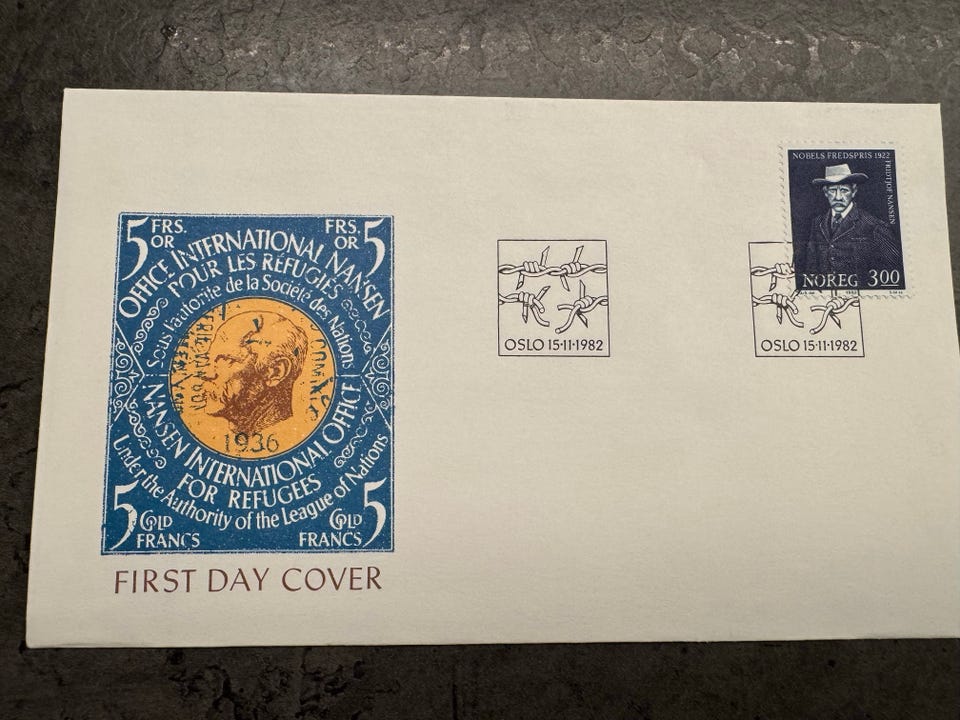 5 FRS. OR
FRS. OR 5
OFFICE INTERNATIONAL NANSEN
POUR LES RÉFUGIÉS
sous l'autorité de la Société des Nations
1936
NANSEN INTERNATIONAL OFFICE
FOR REFUGEES
Under the Authority of the League of Nations
5 GOLD FRANCS
GOLD FRANCS 5
FIRST DAY COVER
OSLO 15·11·1982
OSLO 15·11·1982
NOBELS FREDSPRIS 1922
FRIDTJOF NANSEN
NOREG 3 00